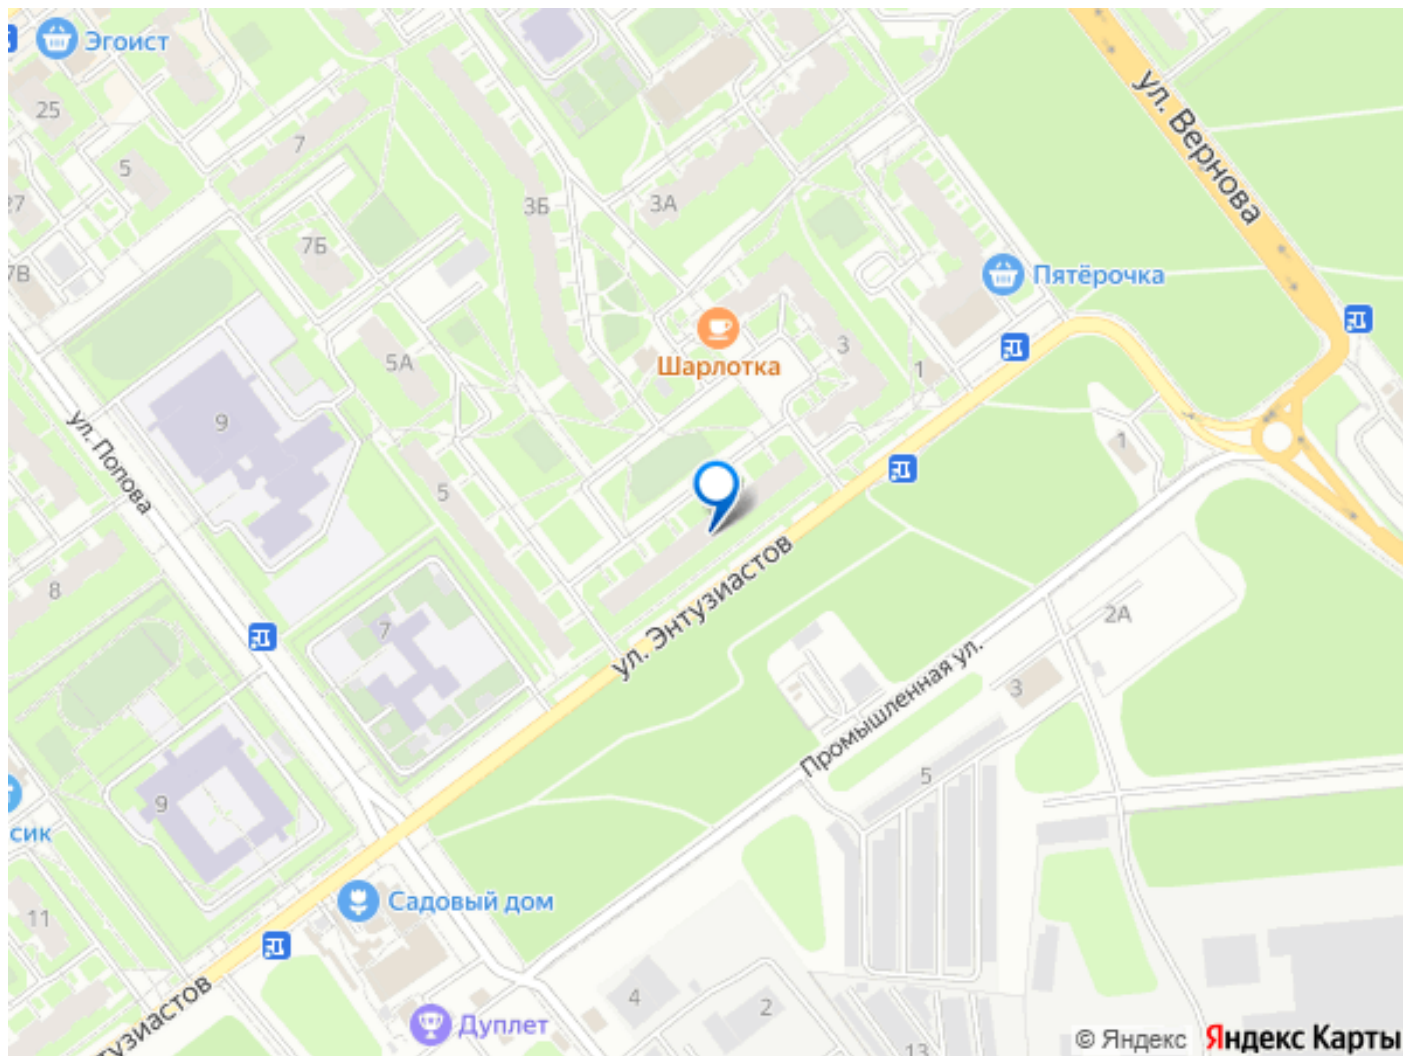 Эгоист
25
5
7
27
7В
7Б
3Б
3А
ул. Вернова
Пятёрочка
Шарлотка
3
1
5А
9
ул. Попова
5
1
8
7
ул. Энтузиастов
2А
3
Промышленная ул.
5
9
сик
11
Садовый дом
4
2
Дуплет
тузиастов
13
© Яндекс Яндекс Карты